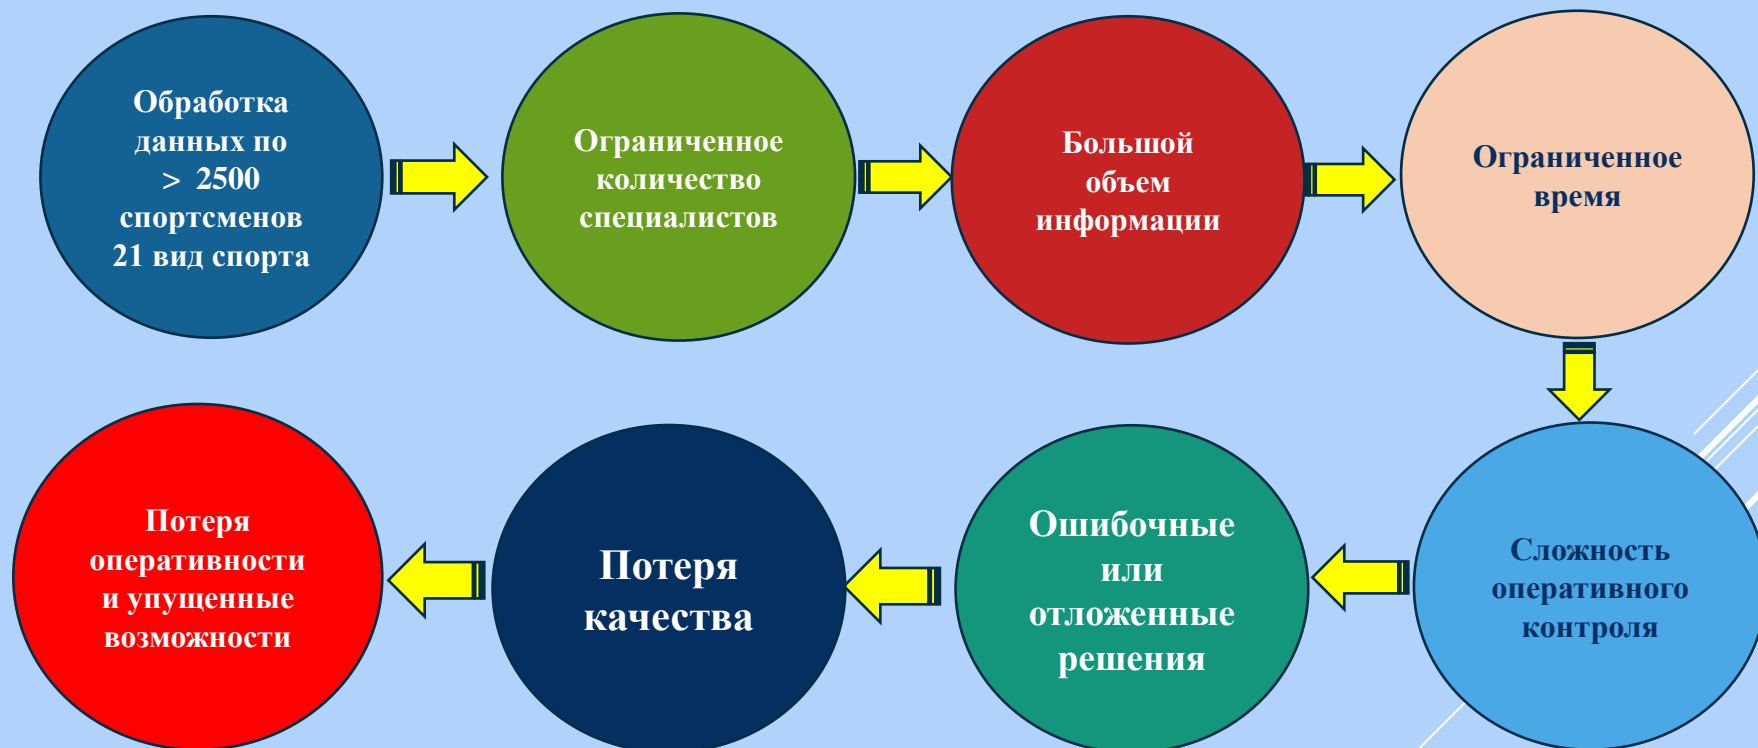 Обработка
данных по
> 2500
спортсменов
21 вид спорта
Ограниченное
количество
специалистов
Большой
объем
информации
Ограниченное
время
Сложность
оперативного
контроля
Ошибочные
или
отложенные
решения
Потеря
качества
Потеря
оперативности
и упущенные
возможности